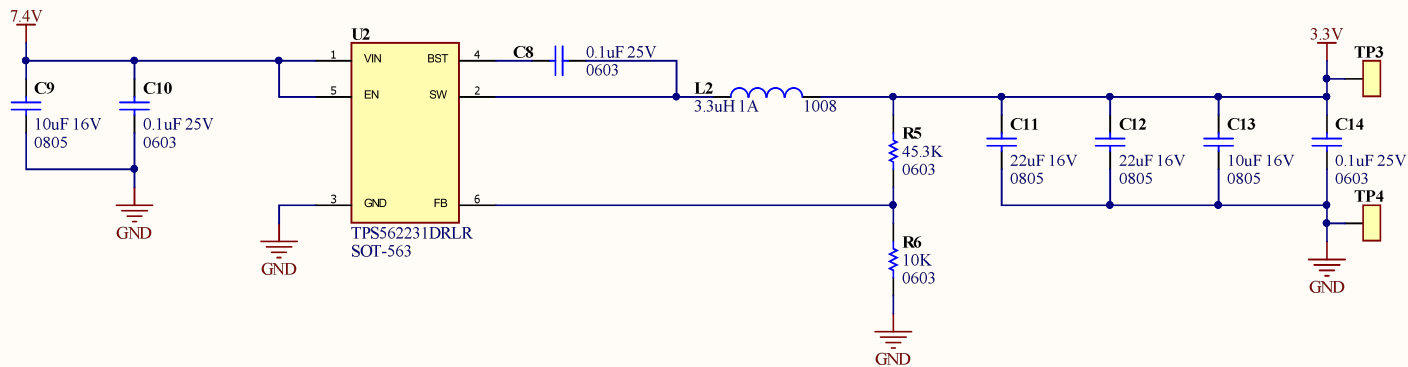 7.4V
C9
10uF 16V
0805
C10
0.1uF 25V
0603
GND
GND
U2
1 VIN BST 4
5 EN SW 2
3 GND FB 6
TPS562231DRLR
SOT-563
C8
0.1uF 25V
0603
L2
3.3uH 1A 1008
R5
45.3K
0603
R6
10K
0603
GND
C11
22uF 16V
0805
C12
22uF 16V
0805
C13
10uF 16V
0805
3.3V
TP3
C14
0.1uF 25V
0603
TP4
GND